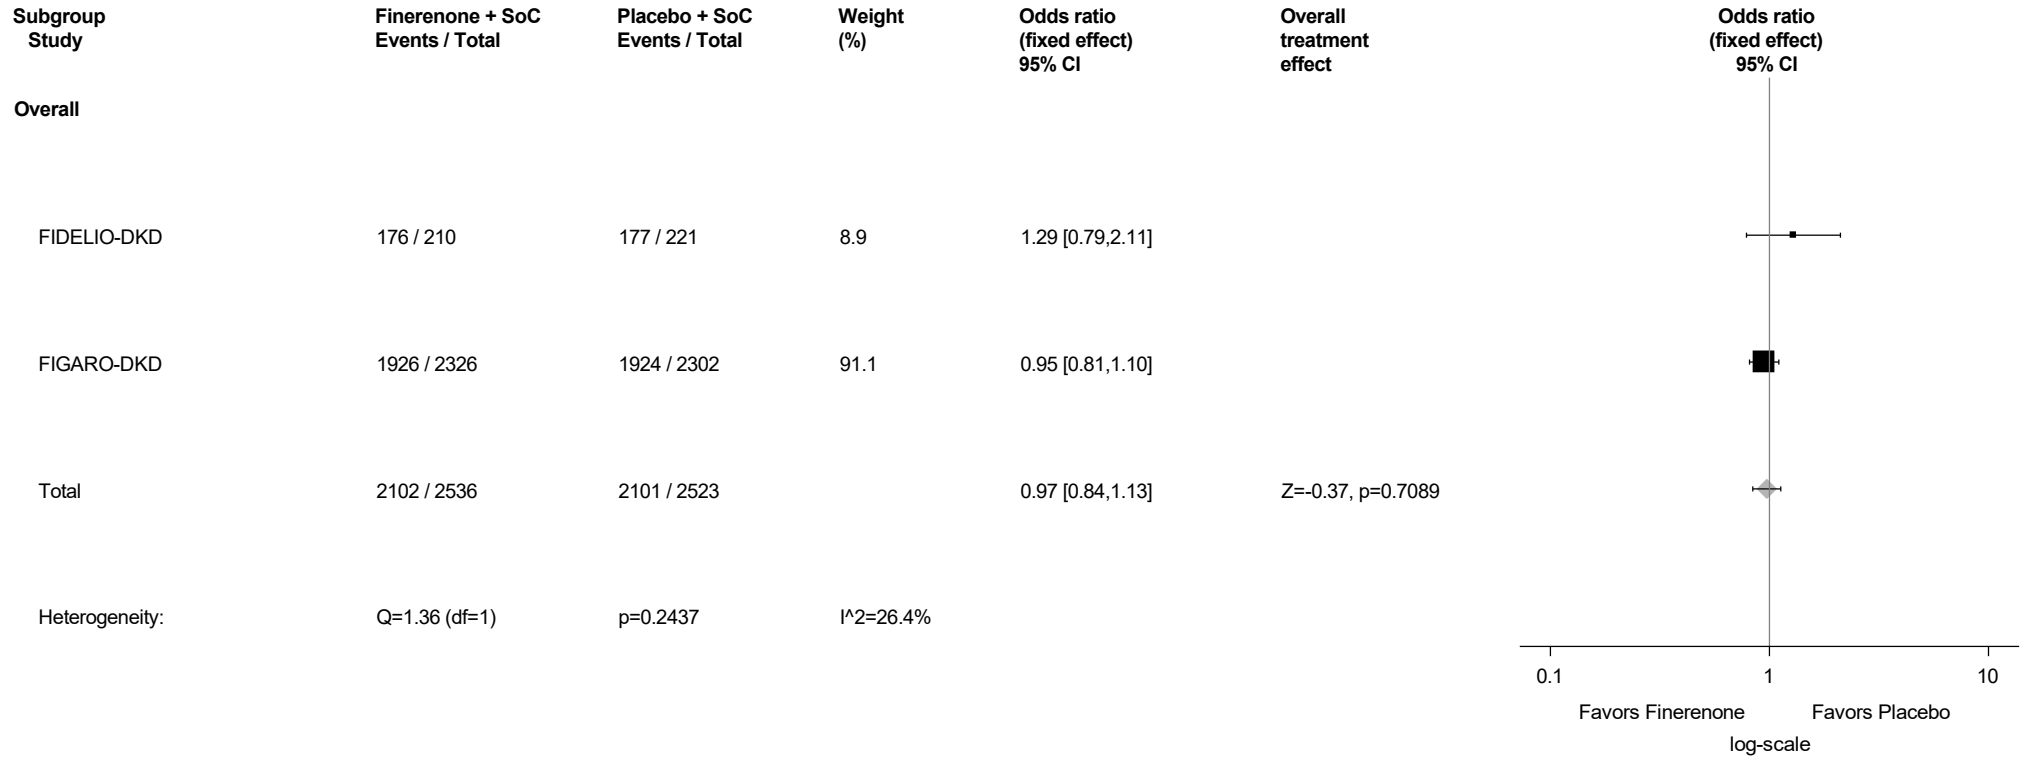 Subgroup Finerenone + SoC Placebo + SoC Weight Odds ratio Overall Odds ratio
Study Events / Total Events / Total (%) (fixed effect) treatment (fixed effect)
95% CI effect 95% CI
Overall
FIDELIO-DKD 176 / 210 177 / 221 8.9 1.29 [0.79,2.11]
FIGARO-DKD 1926 / 2326 1924 / 2302 91.1 0.95 [0.81,1.10]
Total 2102 / 2536 2101 / 2523 0.97 [0.84,1.13] Z=-0.37, p=0.7089
Heterogeneity: Q=1.36 (df=1) p=0.2437 I^2=26.4%
0.1 1 10
Favors Finerenone Favors Placebo
log-scale